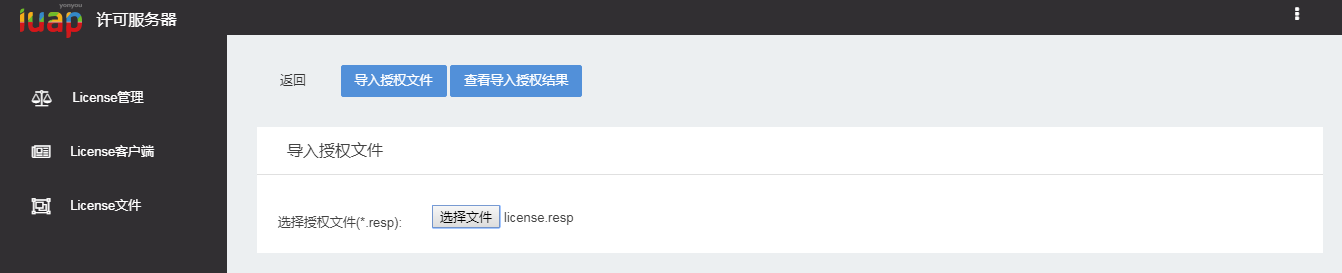 yonyou
iuap 许可服务器
返回 导入授权文件 查看导入授权结果
License管理
License客户端
License文件
导入授权文件
选择授权文件(*.resp): 选择文件 license.resp